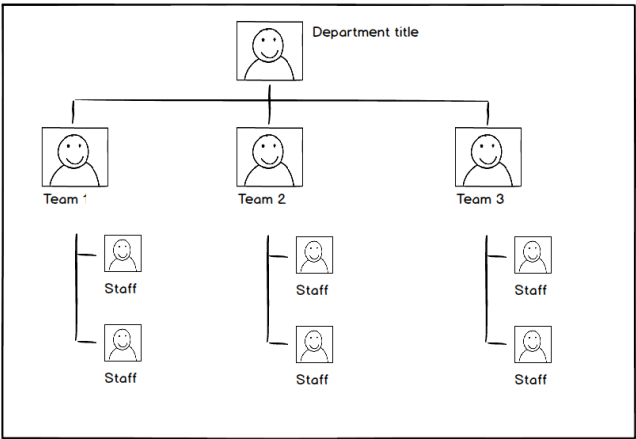 Department title
Team 1
Team 2
Team 3
Staff
Staff
Staff
Staff
Staff
Staff